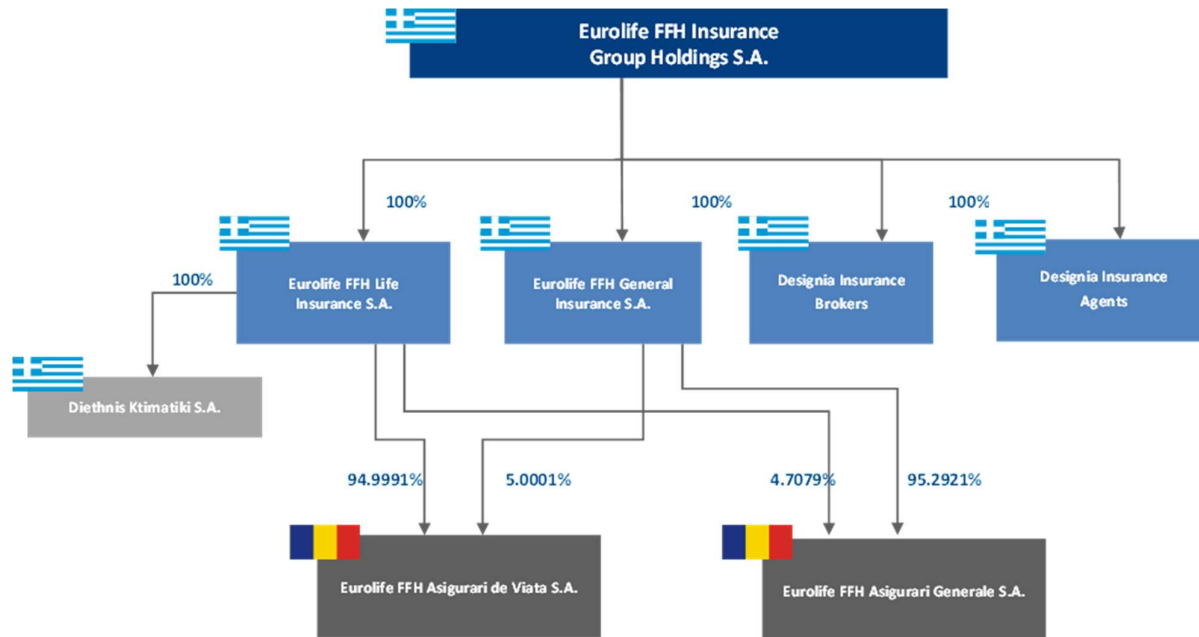 Eurolife FFH Insurance
Group Holdings S.A.
100%
100%
100%
Eurolife FFH Life
Insurance S.A.
Eurolife FFH General
Insurance S.A.
Designia Insurance
Brokers
Designia Insurance
Agents
100%
Diethnis Ktimatiki S.A.
94.9991%
5.0001%
4.7079%
95.2921%
Eurolife FFH Asigurari de Viata S.A.
Eurolife FFH Asigurari Generale S.A.